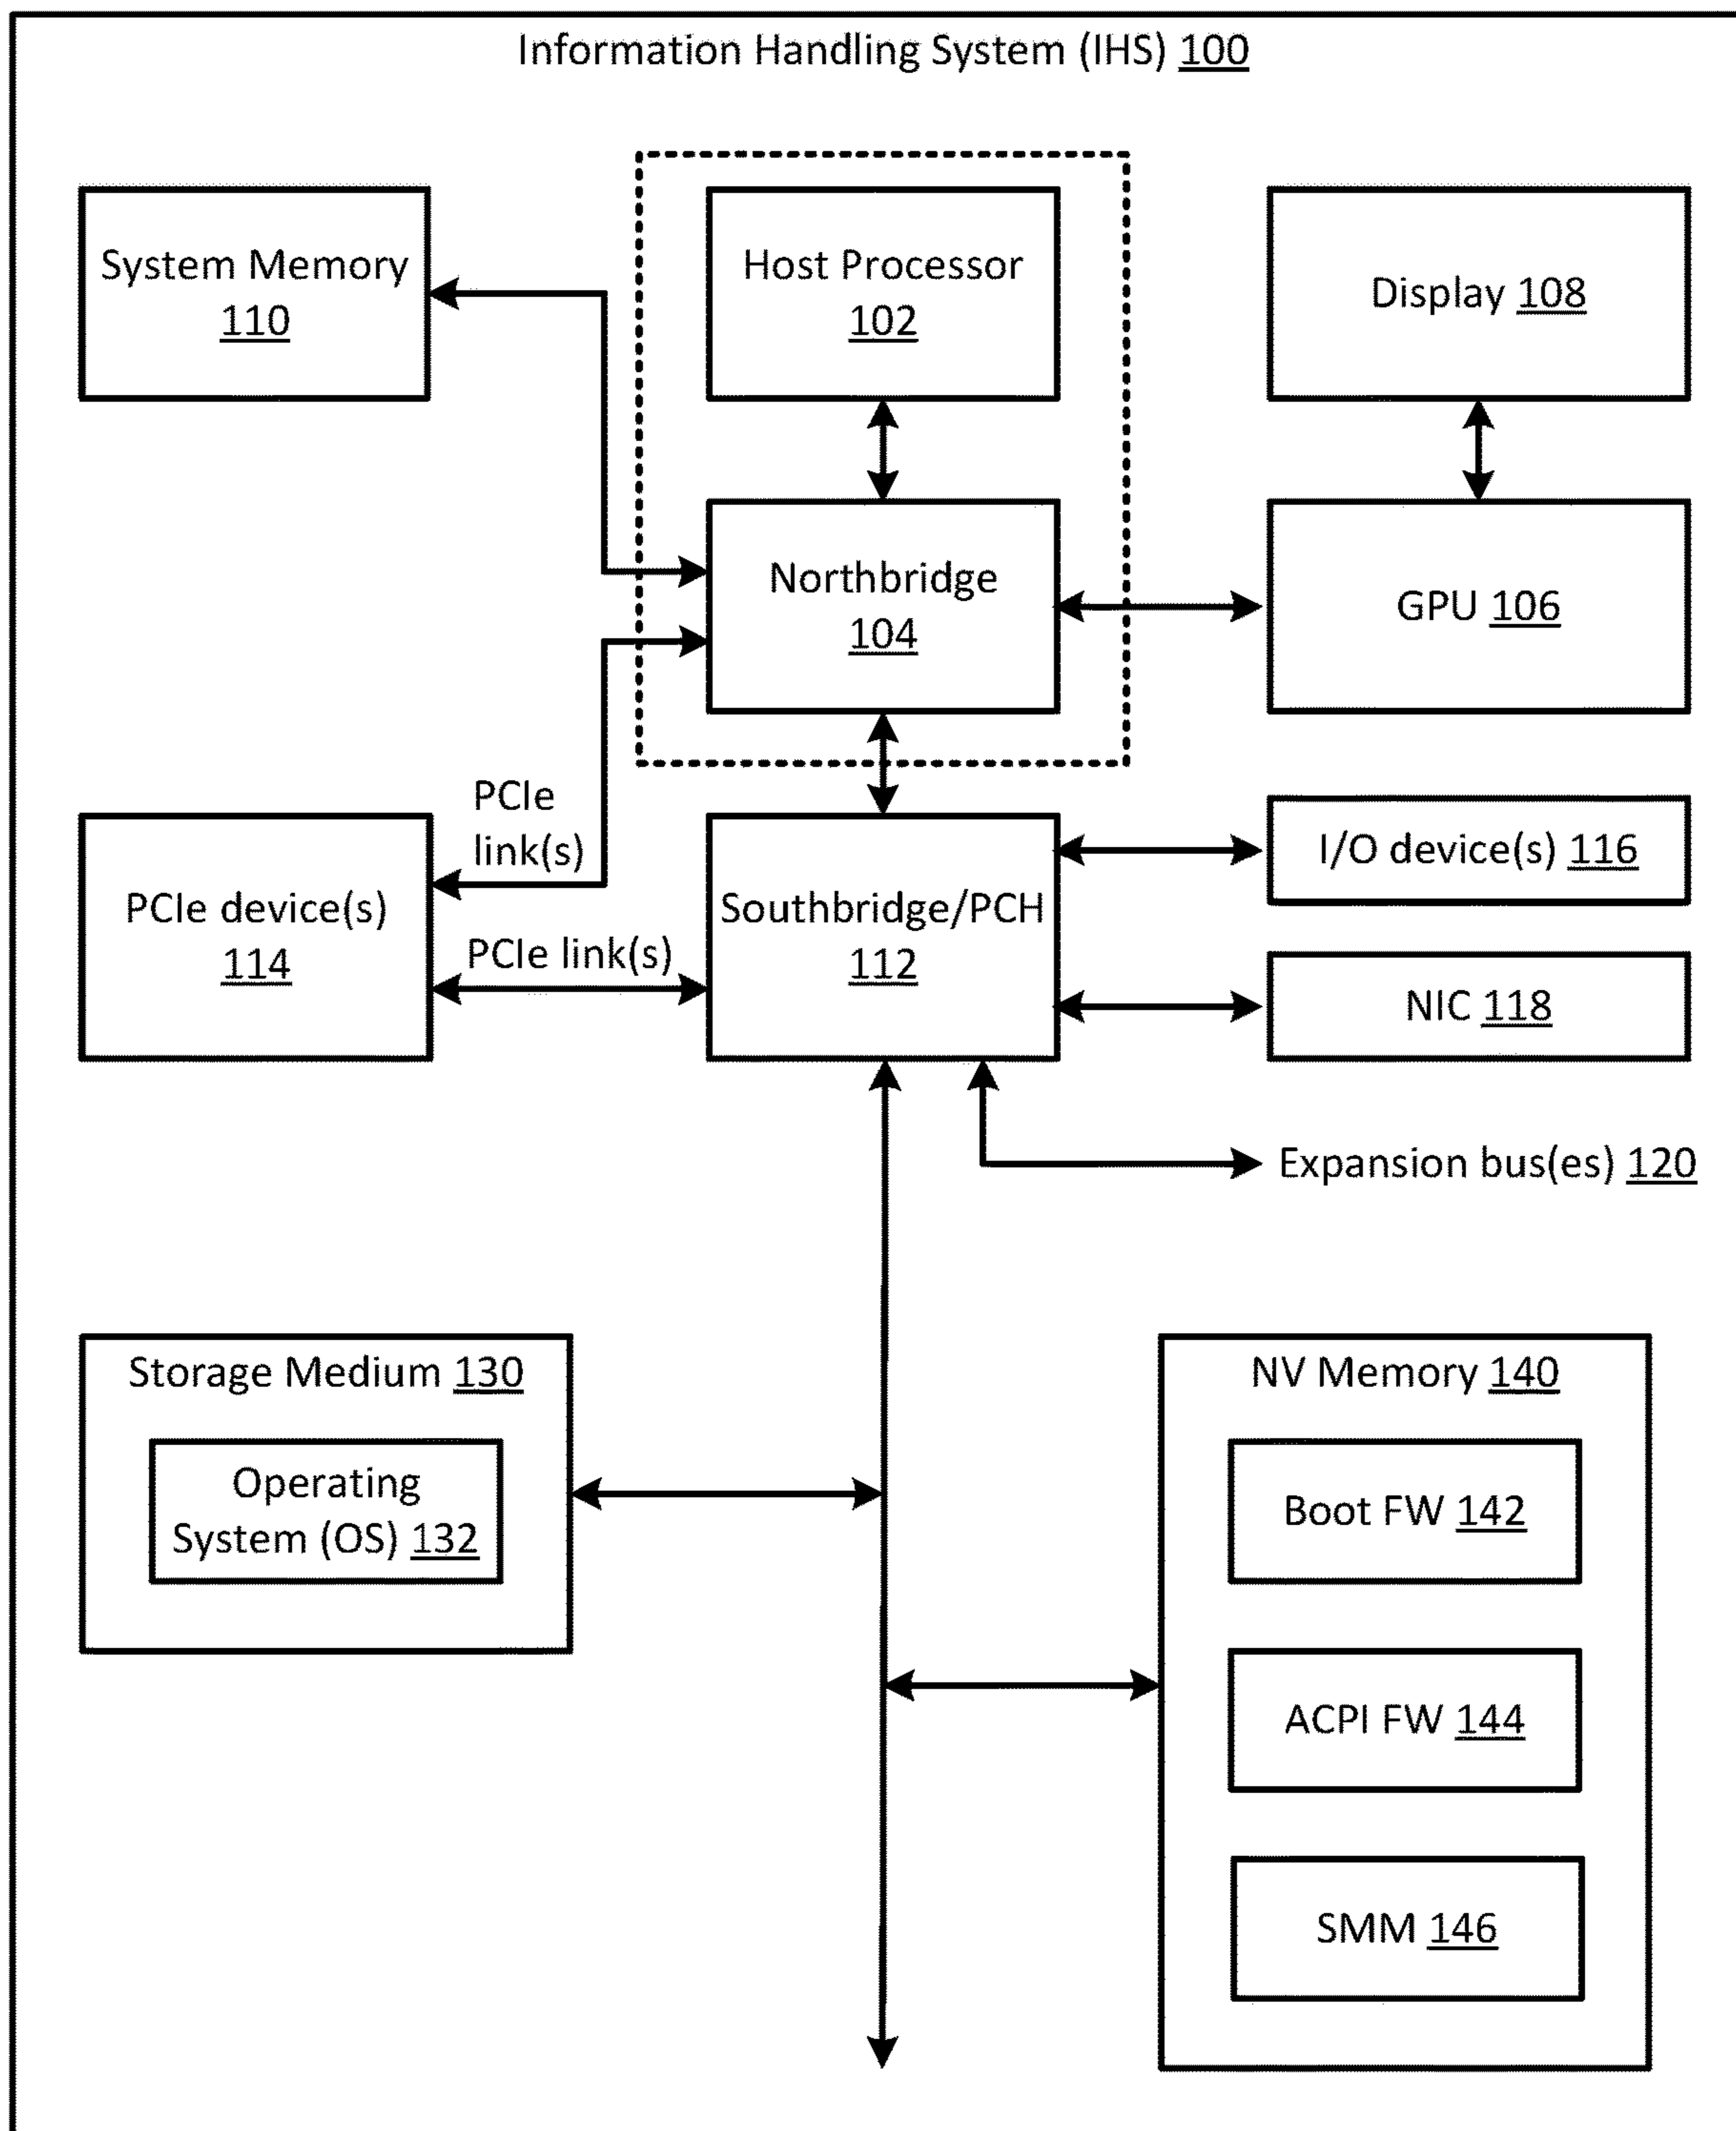 Information Handling System (IHS) 100
System Memory
110
Host Processor
102
Display 108
Northbridge
104
GPU 106
PCIe
link(s)
PCIe device(s)
114
PCIe link(s)
Southbridge/PCH
112
I/O device(s) 116
NIC 118
Expansion bus(es) 120
Storage Medium 130
Operating
System (OS) 132
NV Memory 140
Boot FW 142
ACPI FW 144
SMM 146